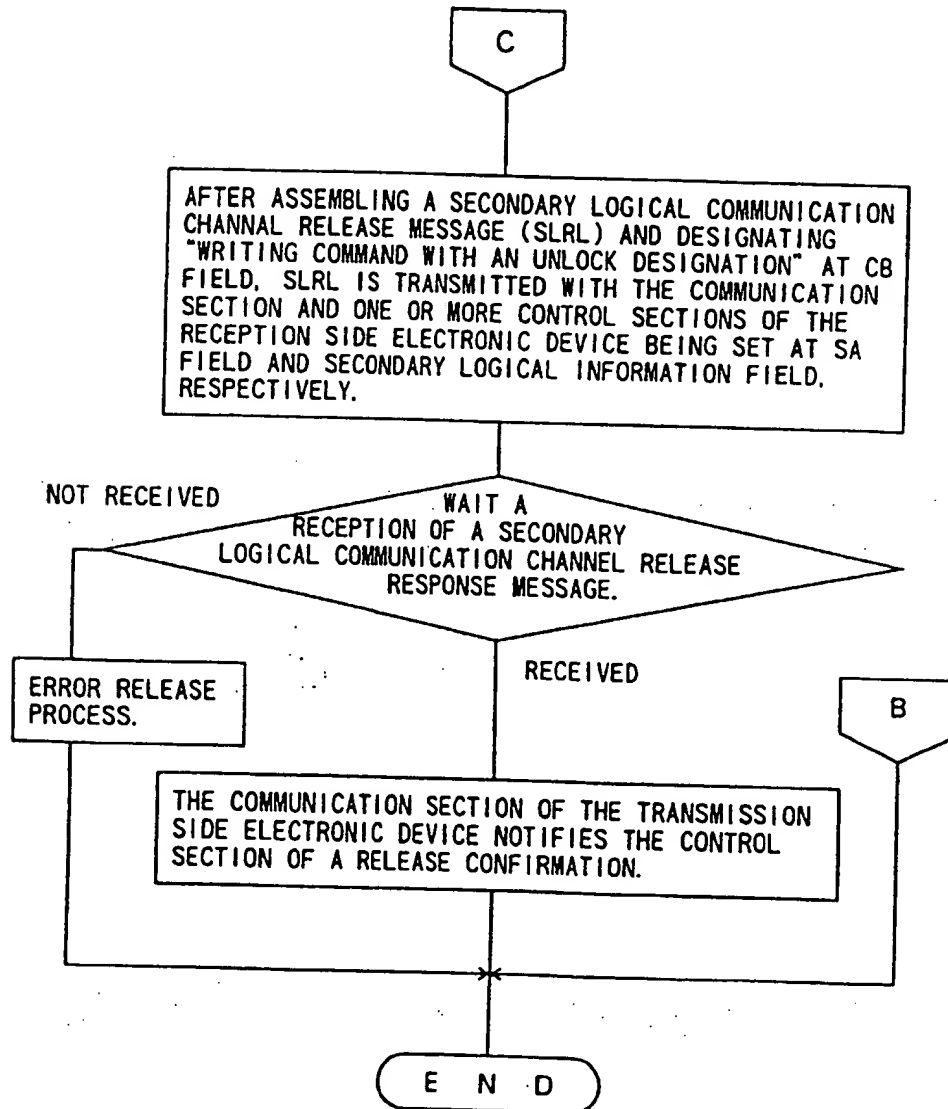 C
AFTER ASSEMBLING A SECONDARY LOGICAL COMMUNICATION
CHANNEL RELEASE MESSAGE (SLRL) AND DESIGNATING
"WRITING COMMAND WITH AN UNLOCK DESIGNATION" AT CB
FIELD, SLRL IS TRANSMITTED WITH THE COMMUNICATION
SECTION AND ONE OR MORE CONTROL SECTIONS OF THE
RECEPTION SIDE ELECTRONIC DEVICE BEING SET AT SA
FIELD AND SECONDARY LOGICAL INFORMATION FIELD,
RESPECTIVELY.
NOT RECEIVED
WAIT A
RECEPTION OF A SECONDARY
LOGICAL COMMUNICATION CHANNEL RELEASE
RESPONSE MESSAGE.
RECEIVED
ERROR RELEASE
PROCESS.
B
THE COMMUNICATION SECTION OF THE TRANSMISSION
SIDE ELECTRONIC DEVICE NOTIFIES THE CONTROL
SECTION OF A RELEASE CONFIRMATION.
E N D